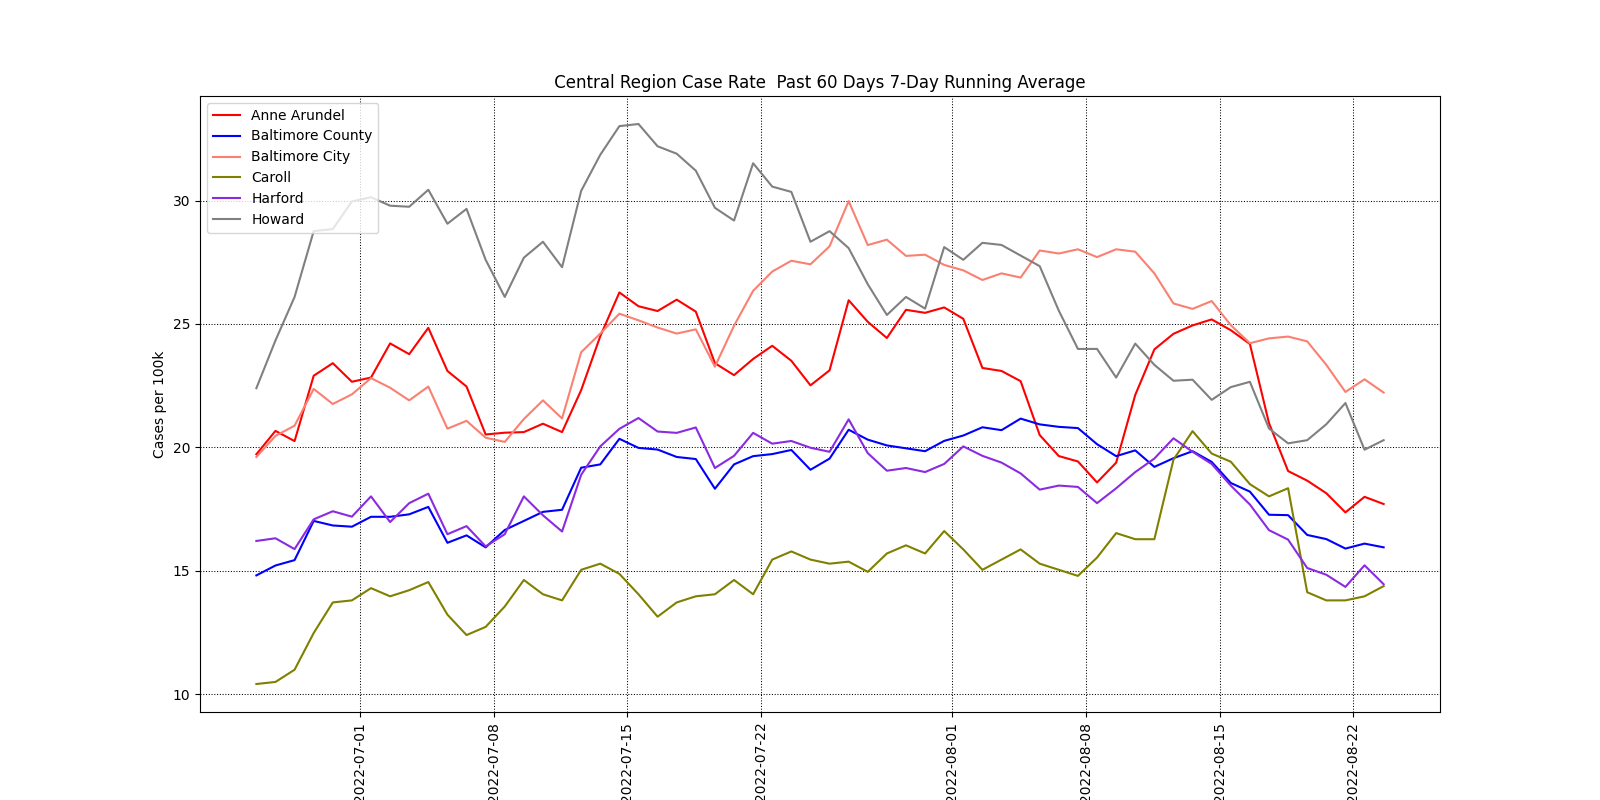 Central Region Case Rate  Past 60 Days 7-Day Running Average
Anne Arundel
Baltimore County
Baltimore City
Caroll
Harford
Howard
Cases per 100k
30
25
20
15
10
2022-07-01
2022-07-08
2022-07-15
2022-07-22
2022-08-01
2022-08-08
2022-08-15
2022-08-22